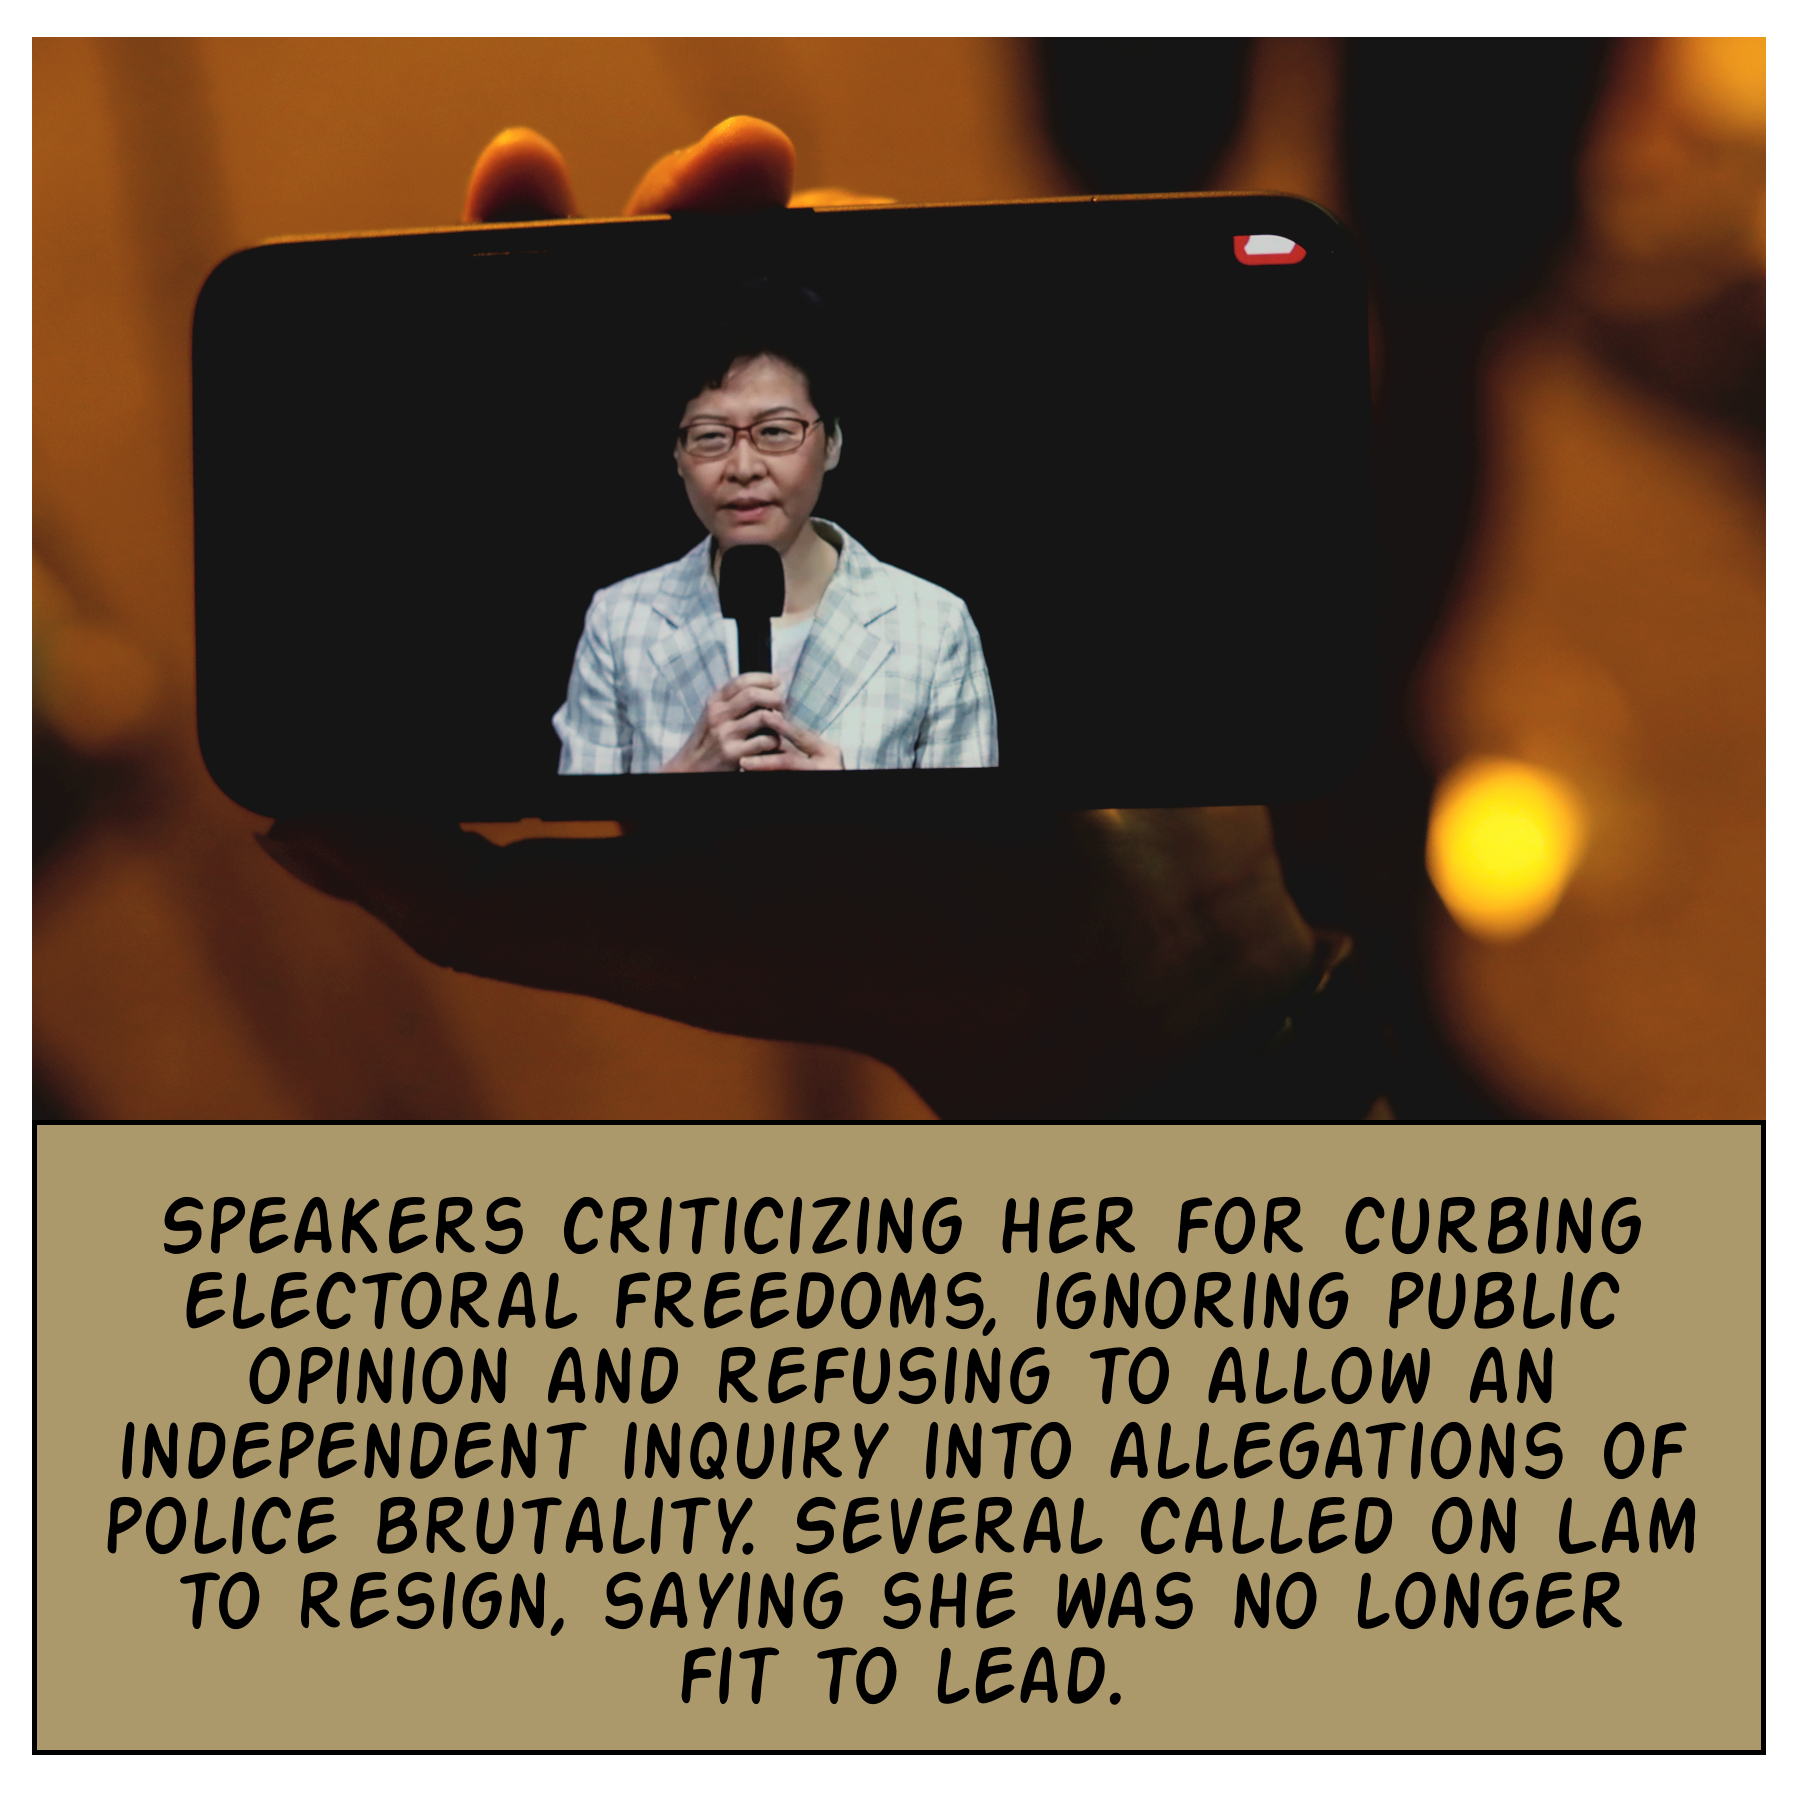 SPEAKERS CRITICIZING HER FOR CURBING
ELECTORAL FREEDOMS, IGNORING PUBLIC
OPINION AND REFUSING TO ALLOW AN
INDEPENDENT INQUIRY INTO ALLEGATIONS OF
POLICE BRUTALITY. SEVERAL CALLED ON LAM
TO RESIGN, SAYING SHE WAS NO LONGER
FIT TO LEAD.